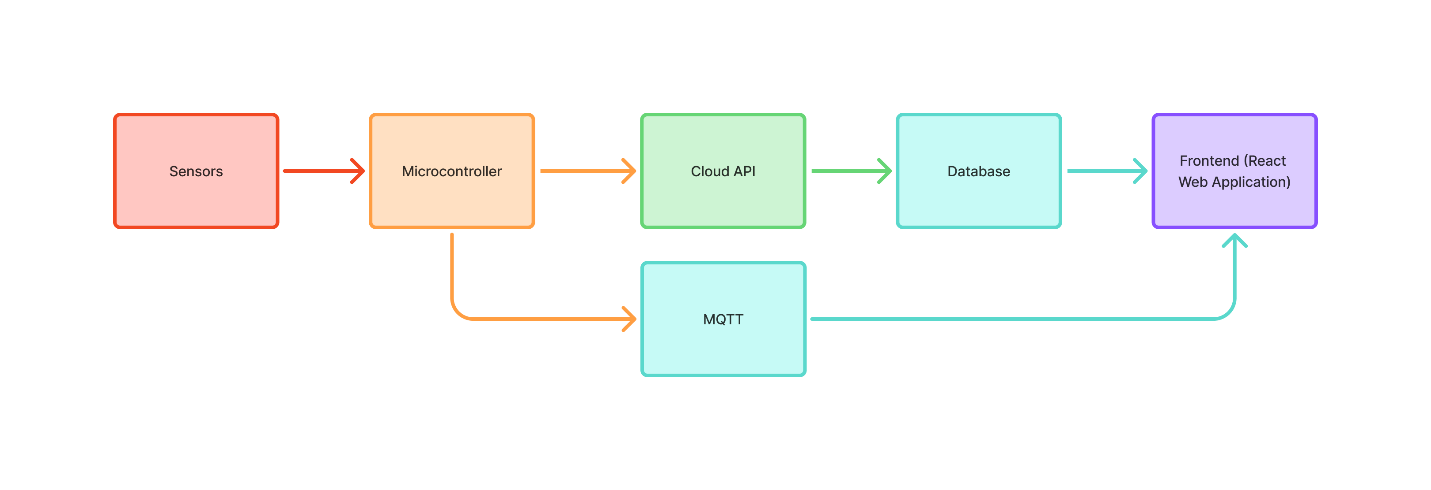 Sensors
Microcontroller
Cloud API
Database
Frontend (React
Web Application)
MQTT